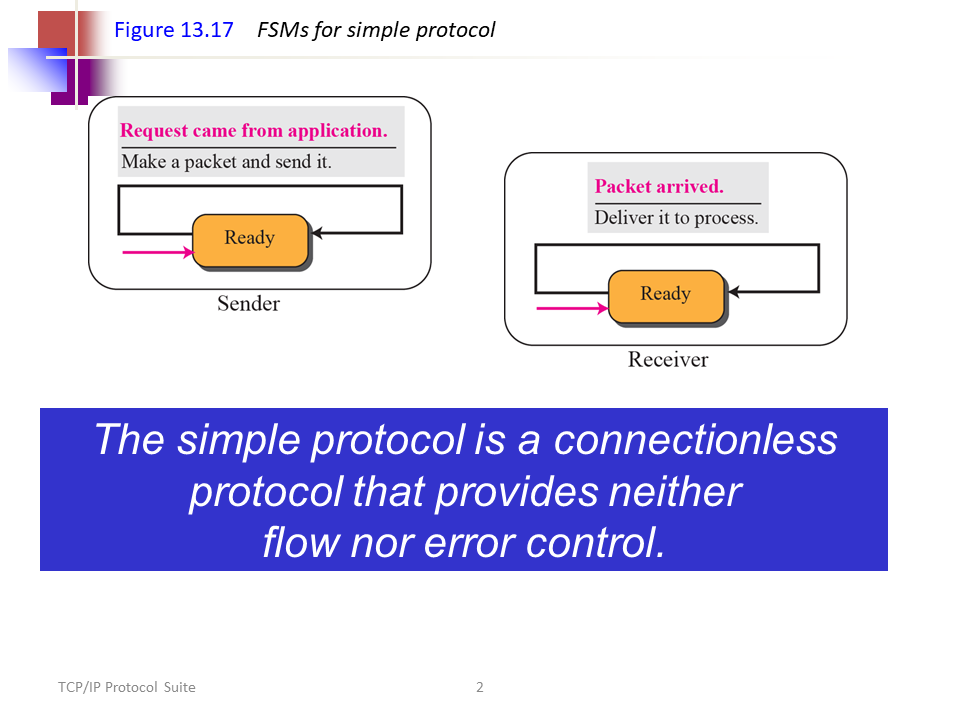 Figure 13.17 FSMs for simple protocol
Request came from application.
Make a packet and send it.
Ready
Sender
Packet arrived.
Deliver it to process.
Ready
Receiver
The simple protocol is a connectionless
protocol that provides neither
flow nor error control.
TCP/IP Protocol Suite 2